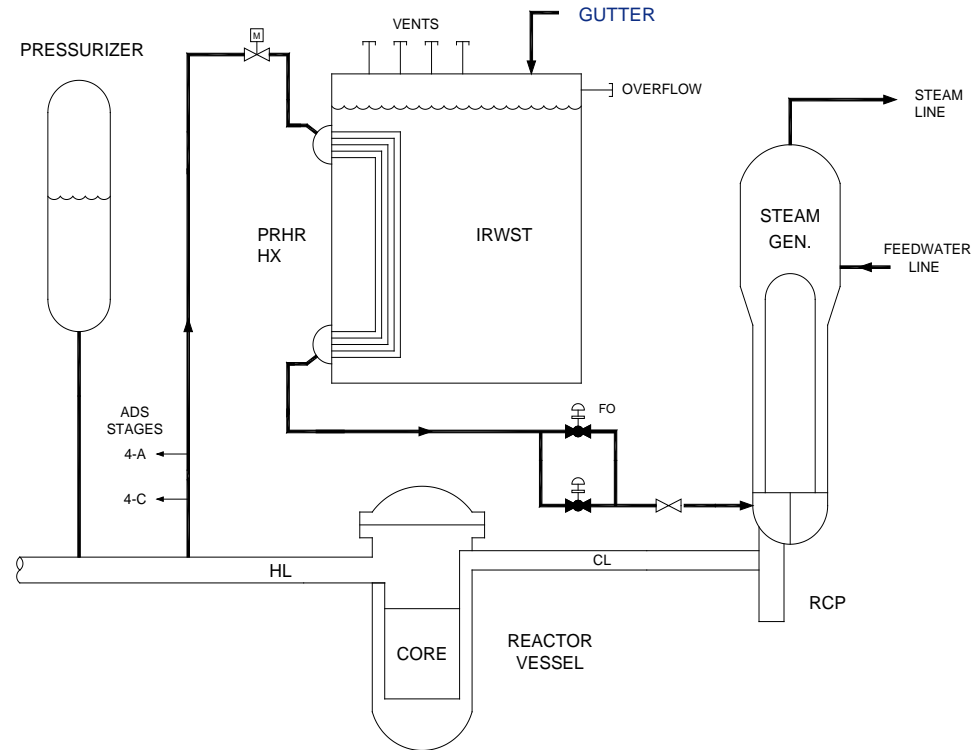 GUTTER
VENTS
M
PRESSURIZER
OVERFLOW
STEAM
LINE
PRHR
HX
IRWST
STEAM
GEN.
FEEDWATER
LINE
ADS
STAGES
4-A
4-C
FO
HL
CL
RCP
CORE
REACTOR
VESSEL